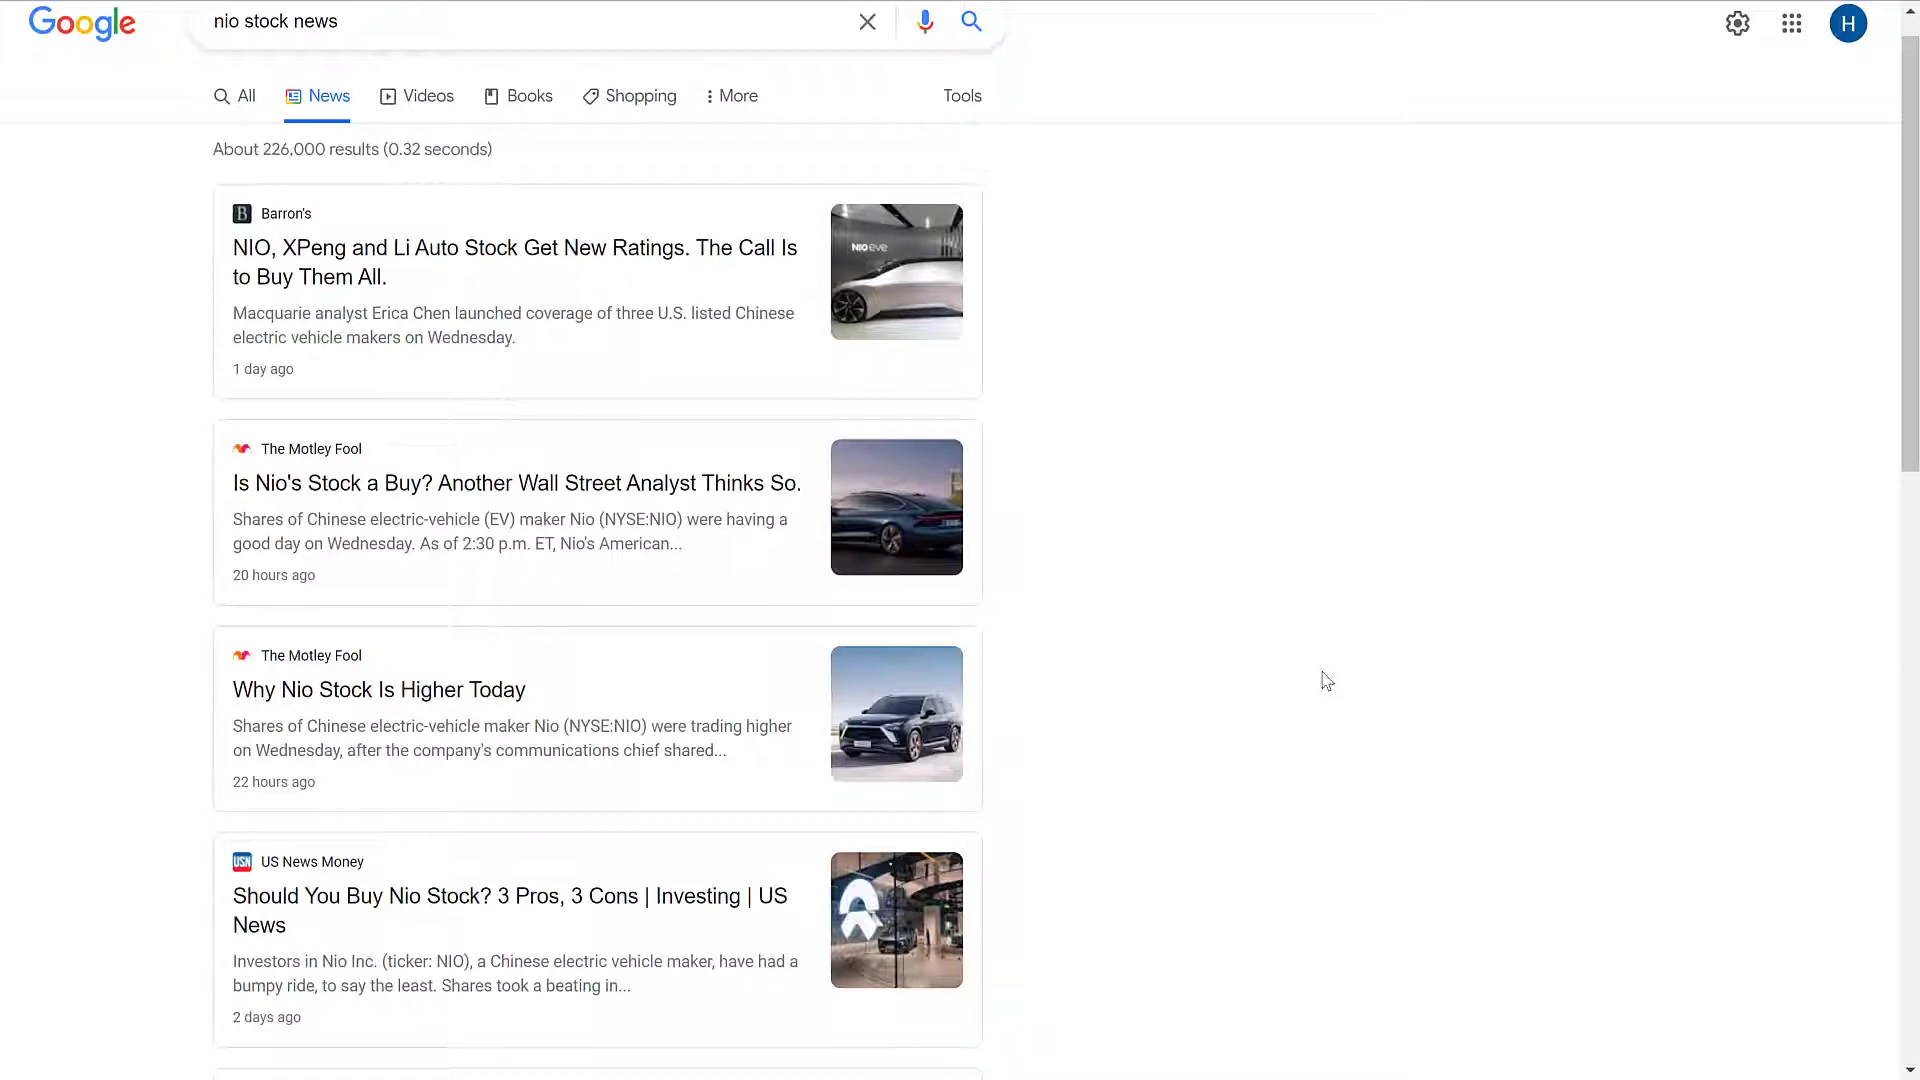 Google
nio stock news
H
All
News
Videos
Books
Shopping
More
Tools
About 226,000 results (0.32 seconds)
B
Barron's
NIO, XPeng and Li Auto Stock Get New Ratings. The Call Is
to Buy Them All.
Macquarie analyst Erica Chen launched coverage of three U.S. listed Chinese
electric vehicle makers on Wednesday.
1 day ago
NIO eve
The Motley Fool
Is Nio's Stock a Buy? Another Wall Street Analyst Thinks So.
Shares of Chinese electric-vehicle (EV) maker Nio (NYSE:NIO) were having a
good day on Wednesday. As of 2:30 p.m. ET, Nio's American...
20 hours ago
The Motley Fool
Why Nio Stock Is Higher Today
Shares of Chinese electric-vehicle maker Nio (NYSE:NIO) were trading higher
on Wednesday, after the company's communications chief shared...
22 hours ago
USN
US News Money
Should You Buy Nio Stock? 3 Pros, 3 Cons | Investing | US
News
Investors in Nio Inc. (ticker: NIO), a Chinese electric vehicle maker, have had a
bumpy ride, to say the least. Shares took a beating in...
2 days ago